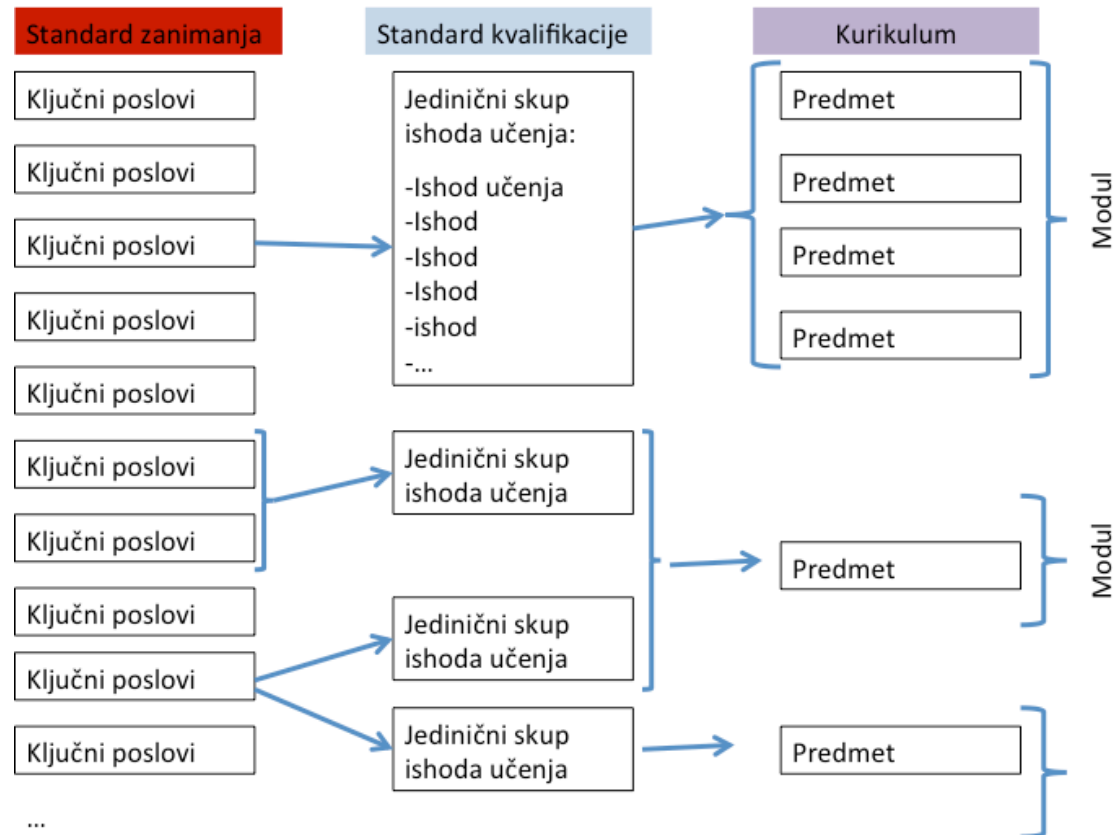 Standard zanimanja
Ključni poslovi
Ključni poslovi
Ključni poslovi
Ključni poslovi
Ključni poslovi
Ključni poslovi
Ključni poslovi
Ključni poslovi
Ključni poslovi
Ključni poslovi
...
Standard kvalifikacije
Jedinični skup
ishoda učenja:
-Ishod učenja
-Ishod
-Ishod
-Ishod
-ishod
-...
Jedinični skup
ishoda učenja
Jedinični skup
ishoda učenja
Jedinični skup
ishoda učenja
Kurikulum
Predmet
Predmet
Predmet
Predmet
Modul
Predmet
Modul
Predmet